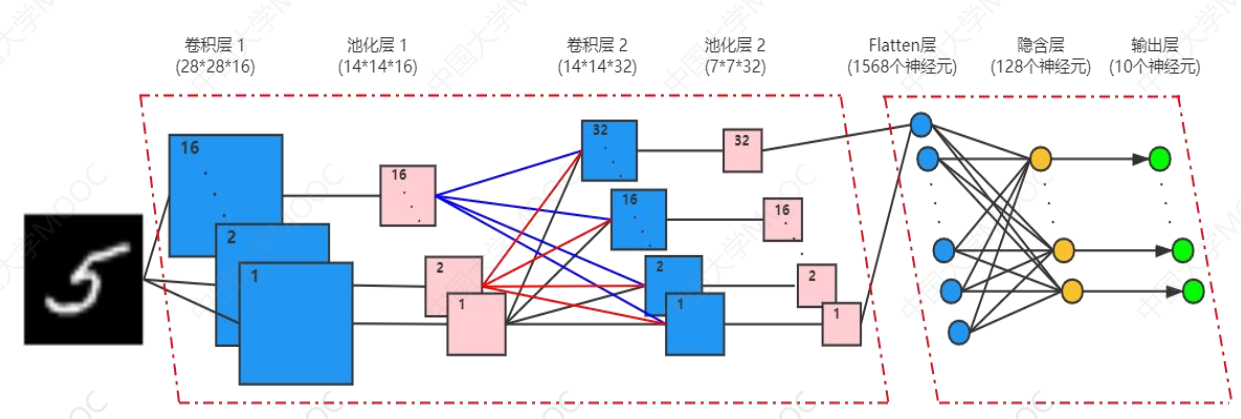 卷积层 1
(28*28*16)
池化层 1
(14*14*16)
卷积层 2
(14*14*32)
池化层 2
(7*7*32)
Flatten层
(1568个神经元)
隐含层
(128个神经元)
输出层
(10个神经元)
16
2
1
16
2
1
32
16
2
1
32
16
2
1
5
中国大学MOOC